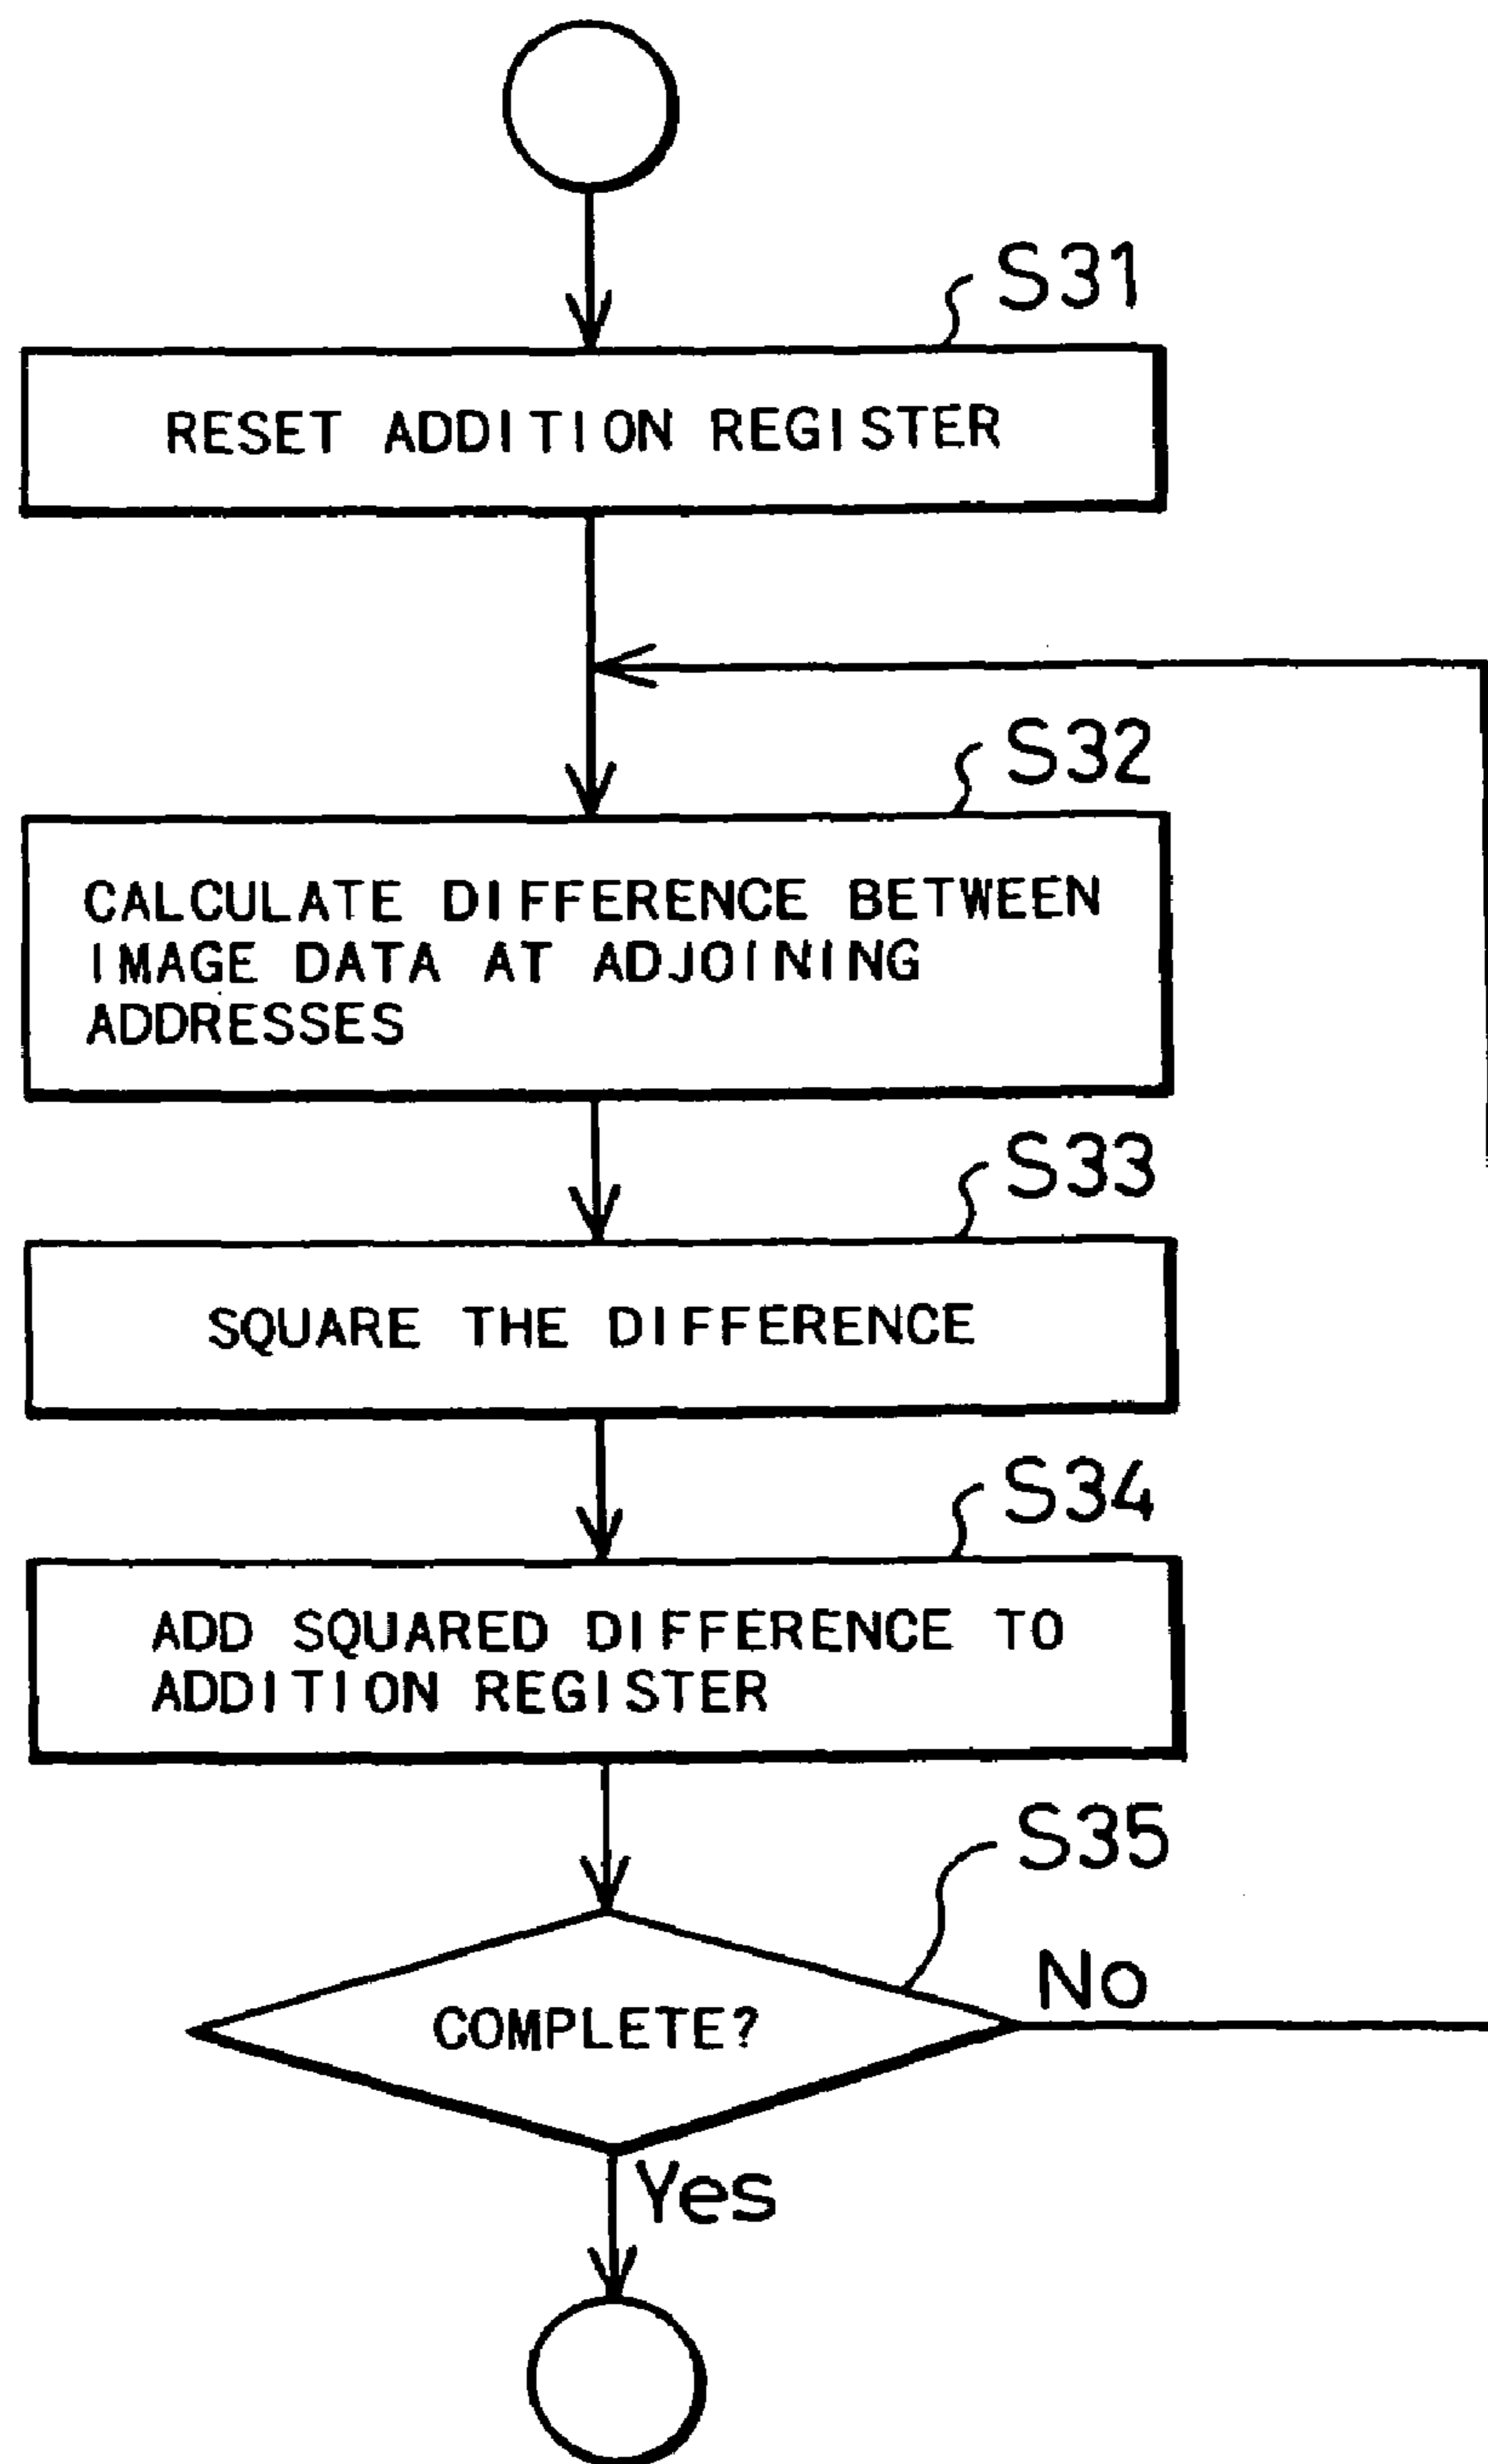 S31
RESET ADDITION REGISTER
S32
CALCULATE DIFFERENCE BETWEEN
IMAGE DATA AT ADJOINING
ADDRESSES
S33
SQUARE THE DIFFERENCE
S34
ADD SQUARED DIFFERENCE TO
ADDITION REGISTER
S35
COMPLETE?
No
Yes